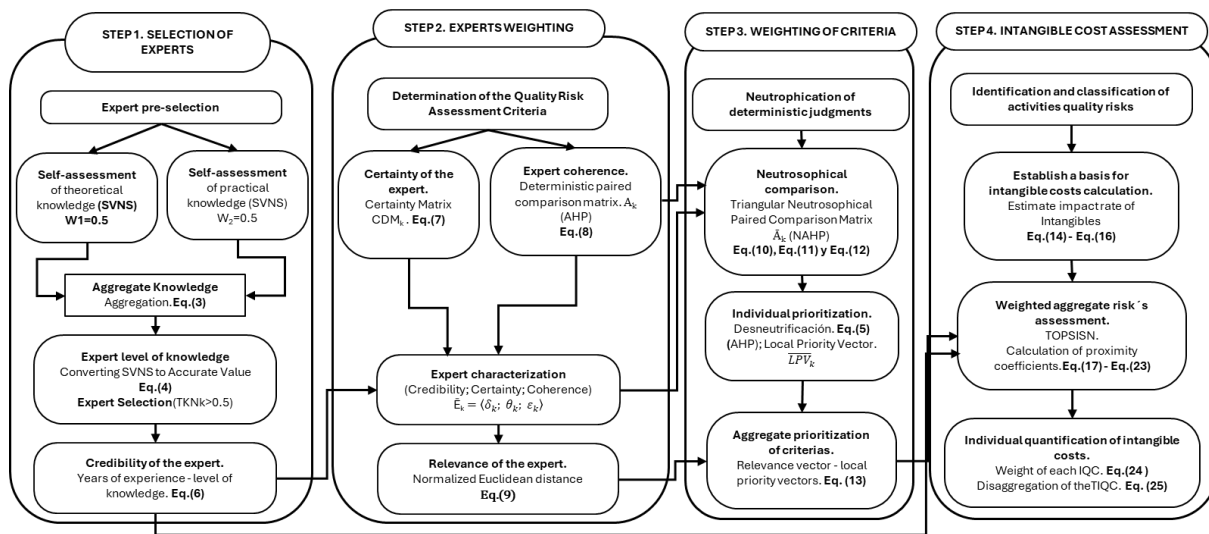 STEP 1. SELECTION OF
EXPERTS
Expert pre-selection
Self-assessment
of theoretical
knowledge (SVNS)
W1=0.5
Self-assessment
of practical
knowledge (SVNS)
W₂=0.5
Aggregate Knowledge
Aggregation.Eq.(3)
Expert level of knowledge
Converting SVNS to Accurate Value
Eq.(4)
Expert Selection(TKNk>0.5)
Credibility of the expert.
Years of experience - level of
knowledge. Eq.(6)
STEP 2. EXPERTS WEIGHTING
Determination of the Quality Risk
Assessment Criteria
Certainty of the
expert.
Certainty Matrix
CDMₖ. Eq.(7)
Expert coherence.
Deterministic paired
comparison matrix. Aₖ
(AHP)
Eq.(8)
Expert characterization
(Credibility; Certainty; Coherence)
Ẽₖ = ⟨δₖ; θₖ; εₖ⟩
Relevance of the expert.
Normalized Euclidean distance
Eq.(9)
STEP 3. WEIGHTING OF CRITERIA
Neutrophication of
deterministic judgments
Neutrosophical
comparison.
Triangular Neutrosophical
Paired Comparison Matrix
Ãₖ (NAHP)
Eq.(10), Eq.(11) y Eq.(12)
Individual prioritization.
Desneutrificación. Eq.(5)
(AHP); Local Priority Vector.
L̅P̅V̅ₖ
Aggregate prioritization
of criterias.
Relevance vector - local
priority vectors. Eq. (13)
STEP 4. INTANGIBLE COST ASSESSMENT
Identification and classification of
activities quality risks
Establish a basis for
intangible costs calculation.
Estimate impact rate of
Intangibles
Eq.(14) - Eq.(16)
Weighted aggregate risk´s
assessment.
TOPSISN.
Calculation of proximity
coefficients.Eq.(17) - Eq.(23)
Individual quantification of intangible
costs.
Weight of each IQC. Eq.(24)
Disaggregation of theTIQC. Eq. (25)